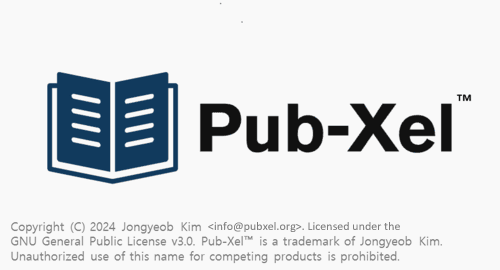 Pub-Xel™
Copyright (C) 2024 Jongyeob Kim <info@pubxel.org>. Licensed under the
GNU General Public License v3.0. Pub-Xel™ is a trademark of Jongyeob Kim.
Unauthorized use of this name for competing products is prohibited.